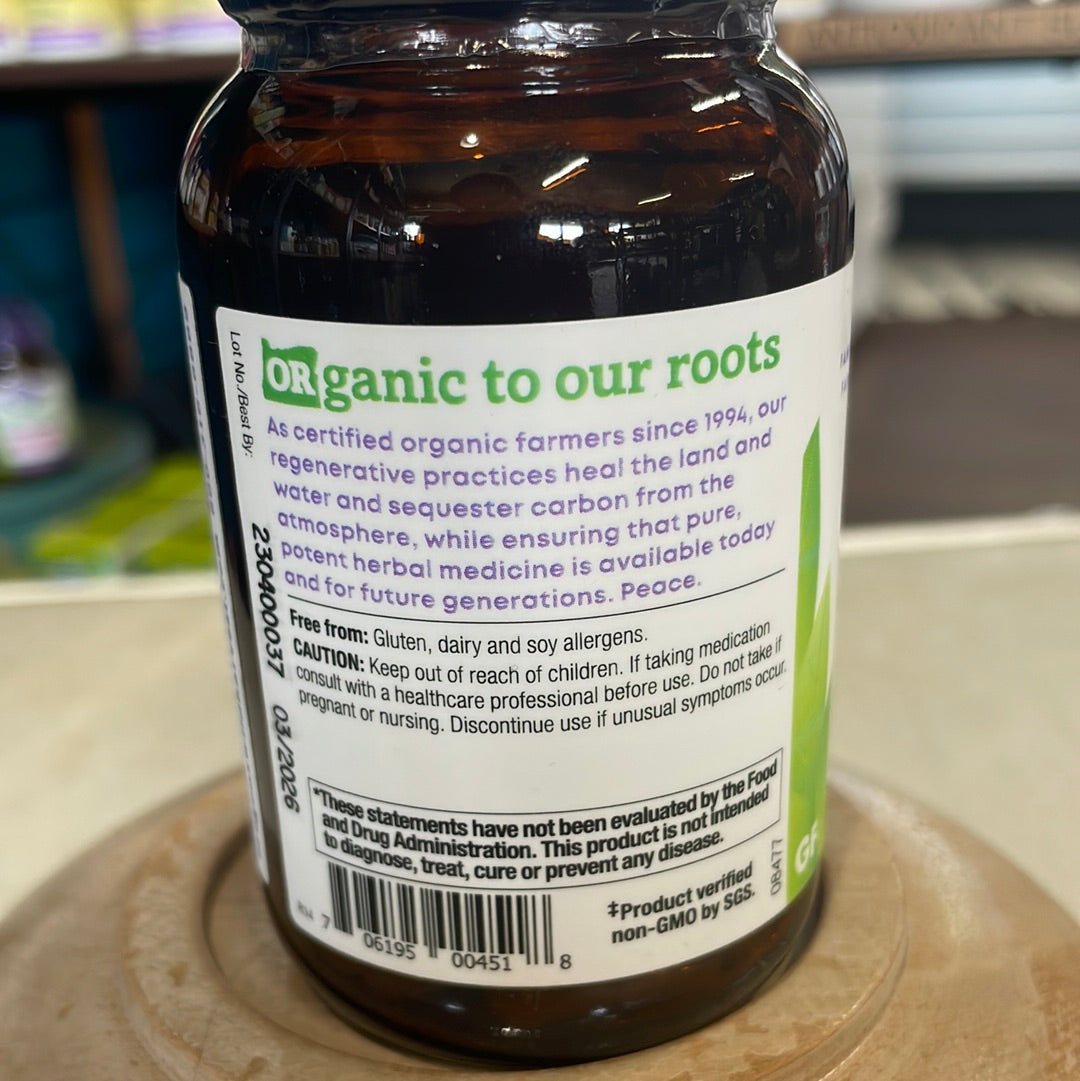 ORganic to our roots
As certified organic farmers since 1994, our
regenerative practices heal the land and
water and sequester carbon from the
atmosphere, while ensuring that pure,
potent herbal medicine is available today
and for future generations. Peace.
Free from: Gluten, dairy and soy allergens.
CAUTION: Keep out of reach of children. If taking medication
consult with a healthcare professional before use. Do not take if
pregnant or nursing. Discontinue use if unusual symptoms occur.
*These statements have not been evaluated by the Food
and Drug Administration. This product is not intended
to diagnose, treat, cure or prevent any disease.
7 06195 00451 8
‡Product verified
non-GMO by SGS.
08477
Lot No./Best By:
230400037 03/2026
GF